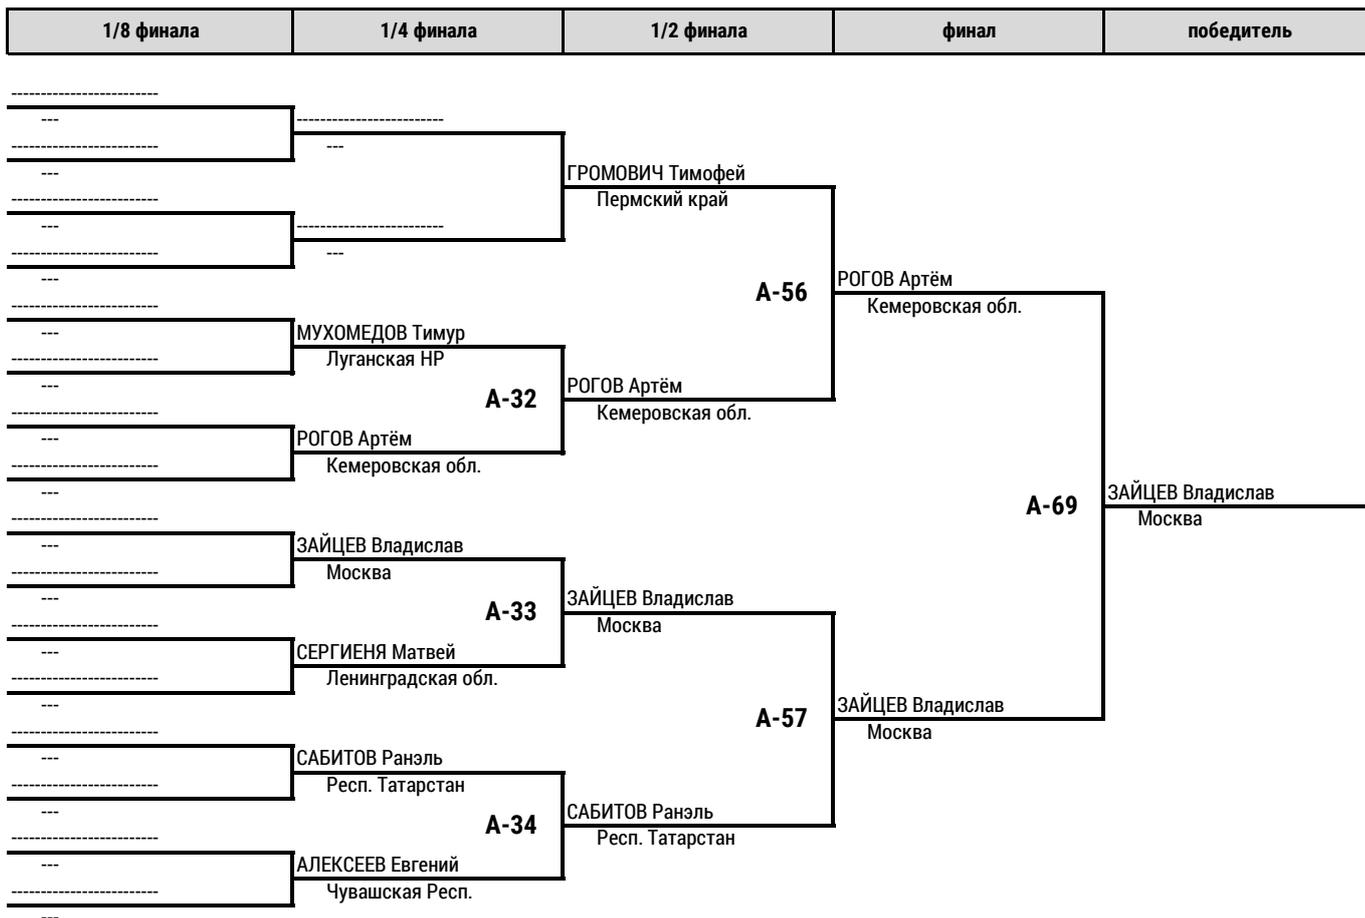 1/8 финала 1/4 финала 1/2 финала финал победитель
-------------------------
---
-------------------------
---
-------------------------
---
-------------------------
---
-------------------------
---
-------------------------
---
-------------------------
---
-------------------------
---
-------------------------
---
-------------------------
---
-------------------------
---
-------------------------
---
-------------------------
---
-------------------------
---
-------------------------
---
-------------------------
---
-------------------------
---
-------------------------
---
МУХОМЕДОВ Тимур
Луганская НР
А-32
РОГОВ Артём
Кемеровская обл.
ЗАЙЦЕВ Владислав
Москва
А-33
СЕРГИЕНЯ Матвей
Ленинградская обл.
САБИТОВ Ранэль
Респ. Татарстан
А-34
АЛЕКСЕЕВ Евгений
Чувашская Респ.
ГРОМОВИЧ Тимофей
Пермский край
А-56
РОГОВ Артём
Кемеровская обл.
ЗАЙЦЕВ Владислав
Москва
А-57
САБИТОВ Ранэль
Респ. Татарстан
РОГОВ Артём
Кемеровская обл.
А-69
ЗАЙЦЕВ Владислав
Москва
ЗАЙЦЕВ Владислав
Москва